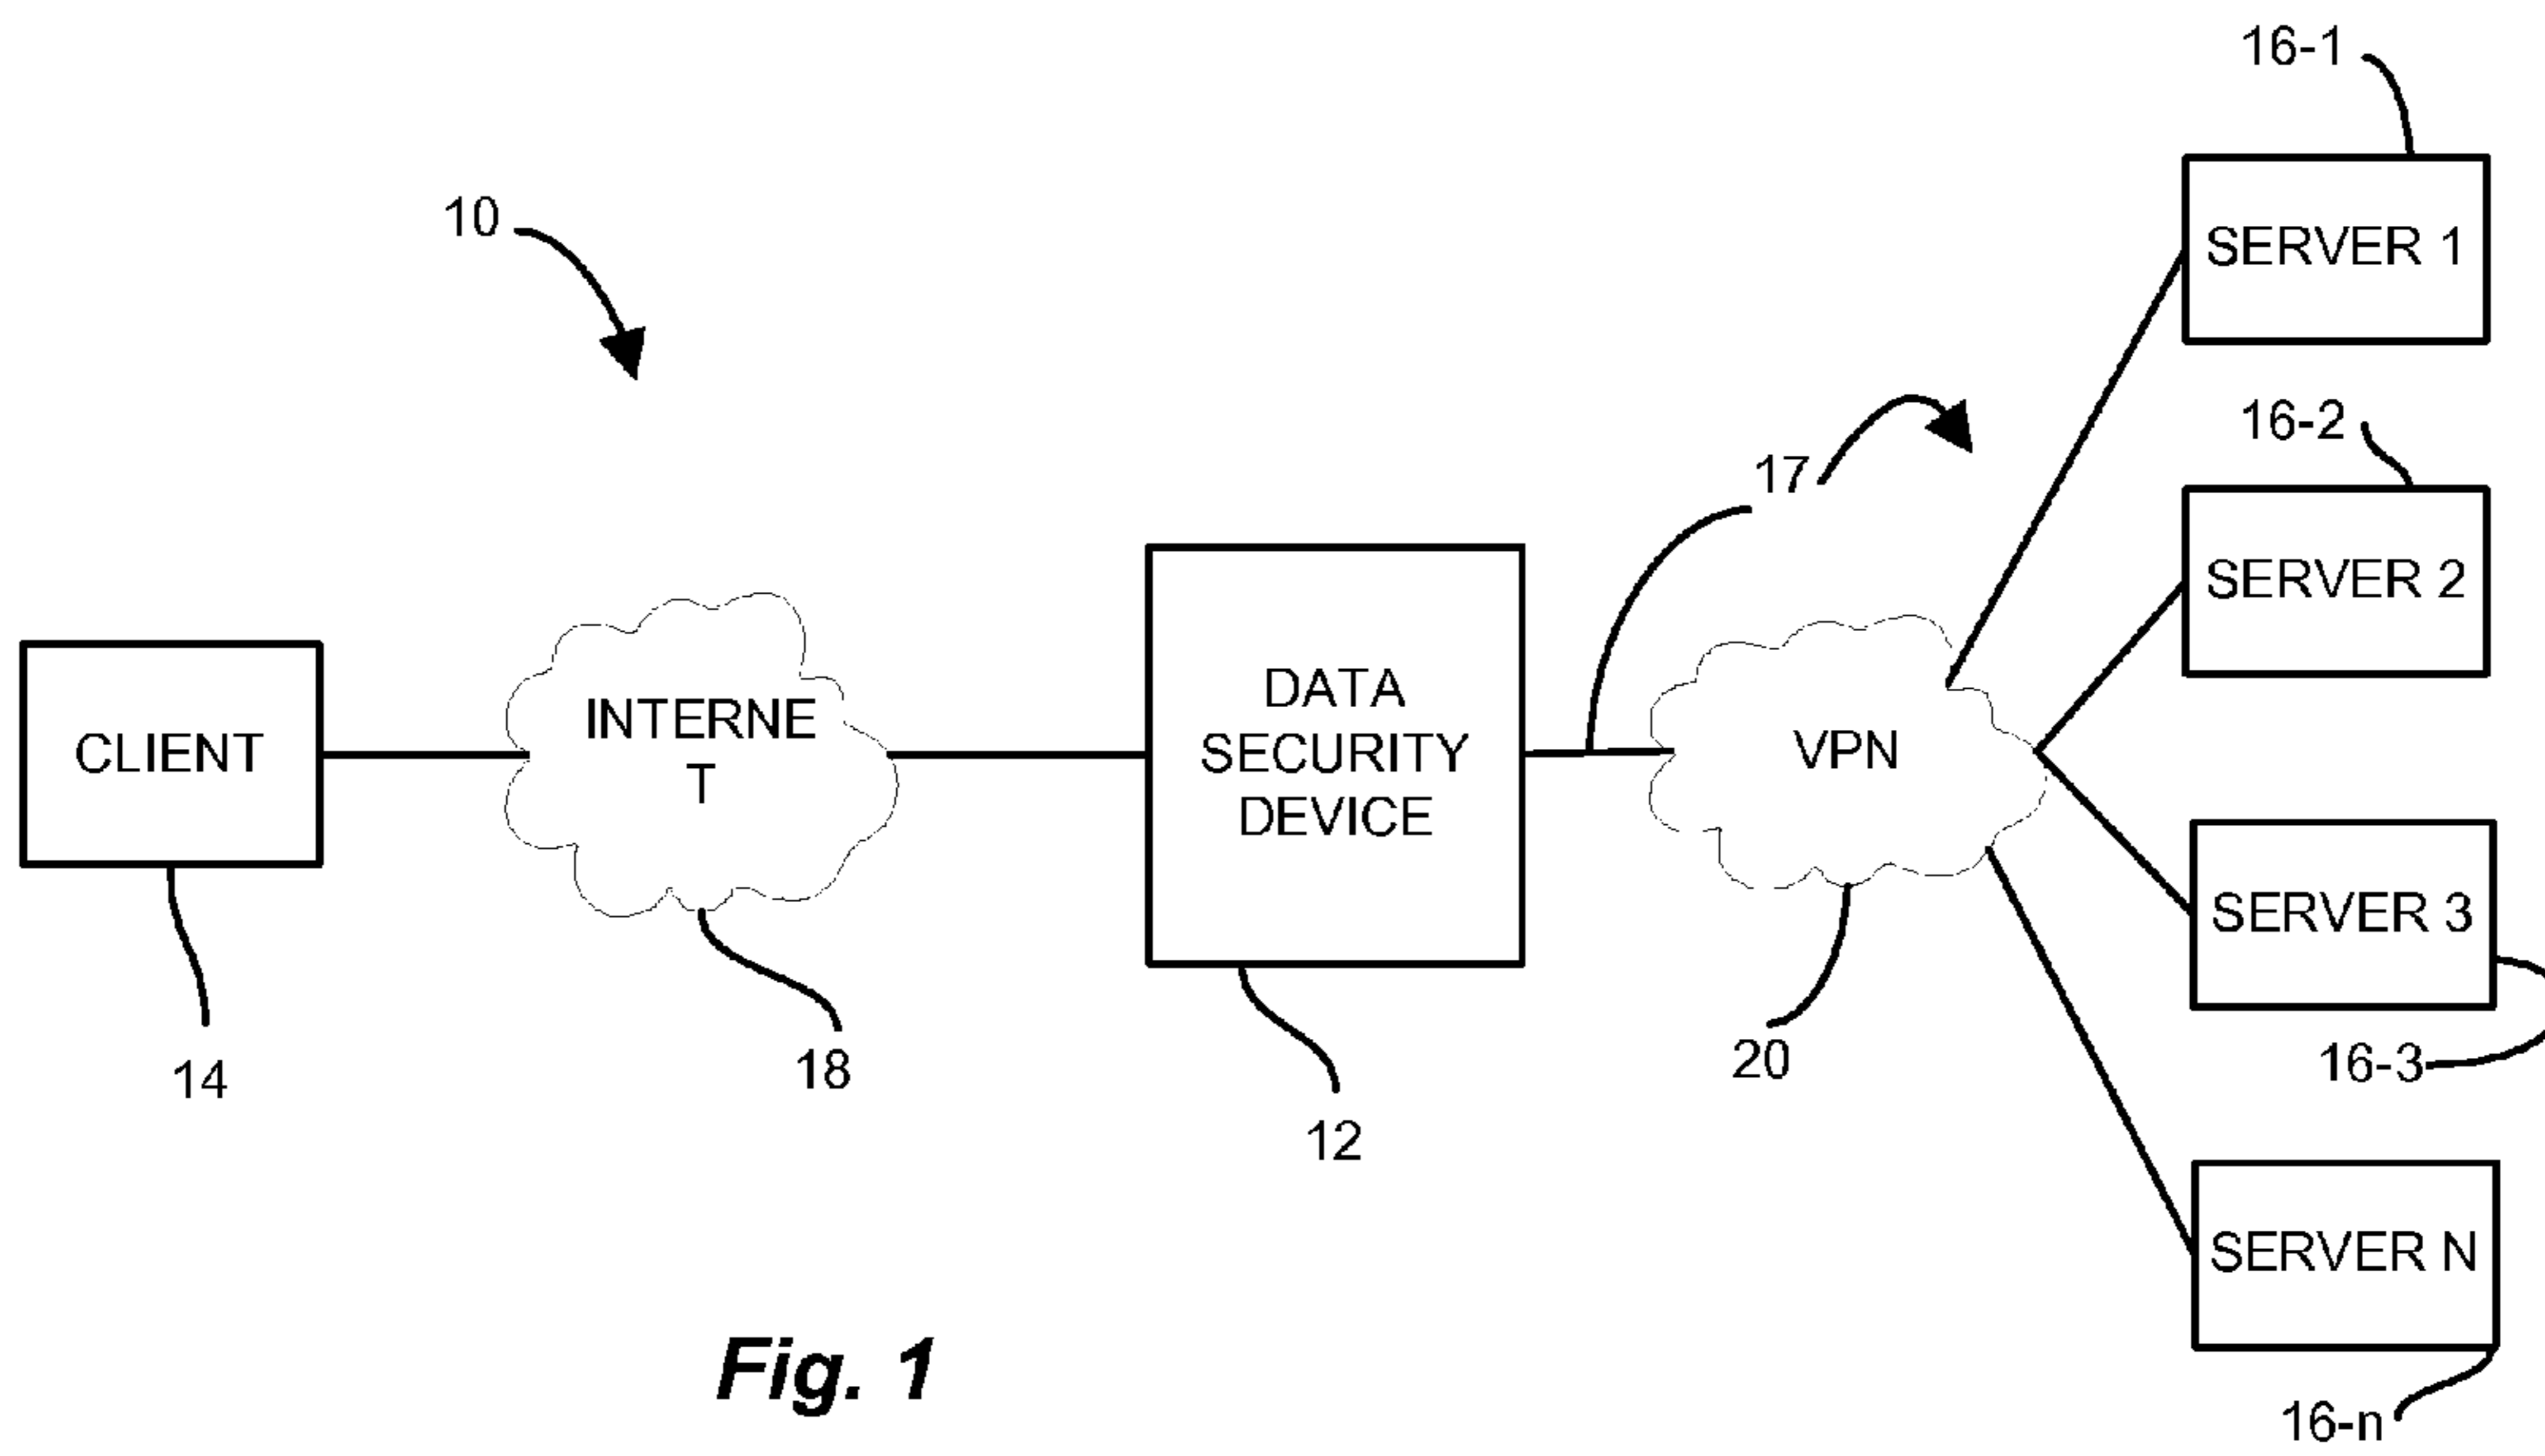 16-1
SERVER 1
10
16-2
17
SERVER 2
CLIENT
INTERNE
T
DATA
SECURITY
DEVICE
VPN
SERVER 3
14
18
12
20
16-3
SERVER N
Fig. 1
16-n